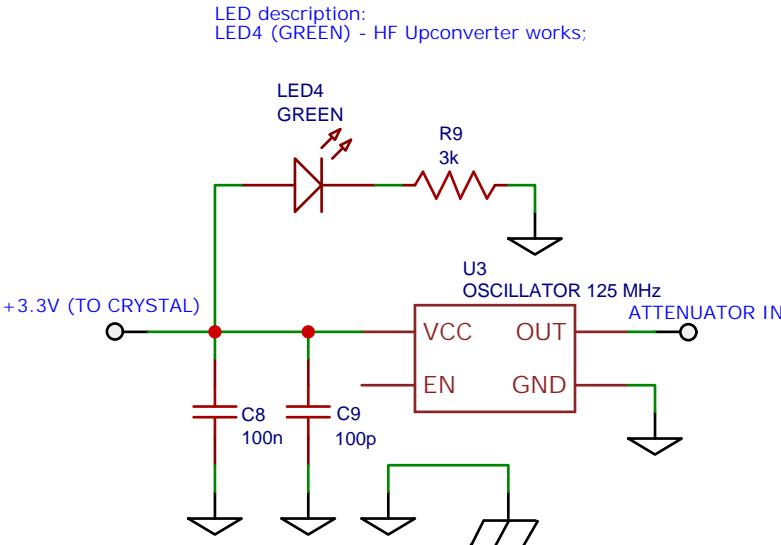 LED description:
LED4 (GREEN) - HF Upconverter works;
LED4
GREEN
R9
3k
U3
OSCILLATOR 125 MHz
+3.3V (TO CRYSTAL)
ATTENUATOR IN
VCC OUT
EN GND
C8
100n
C9
100p